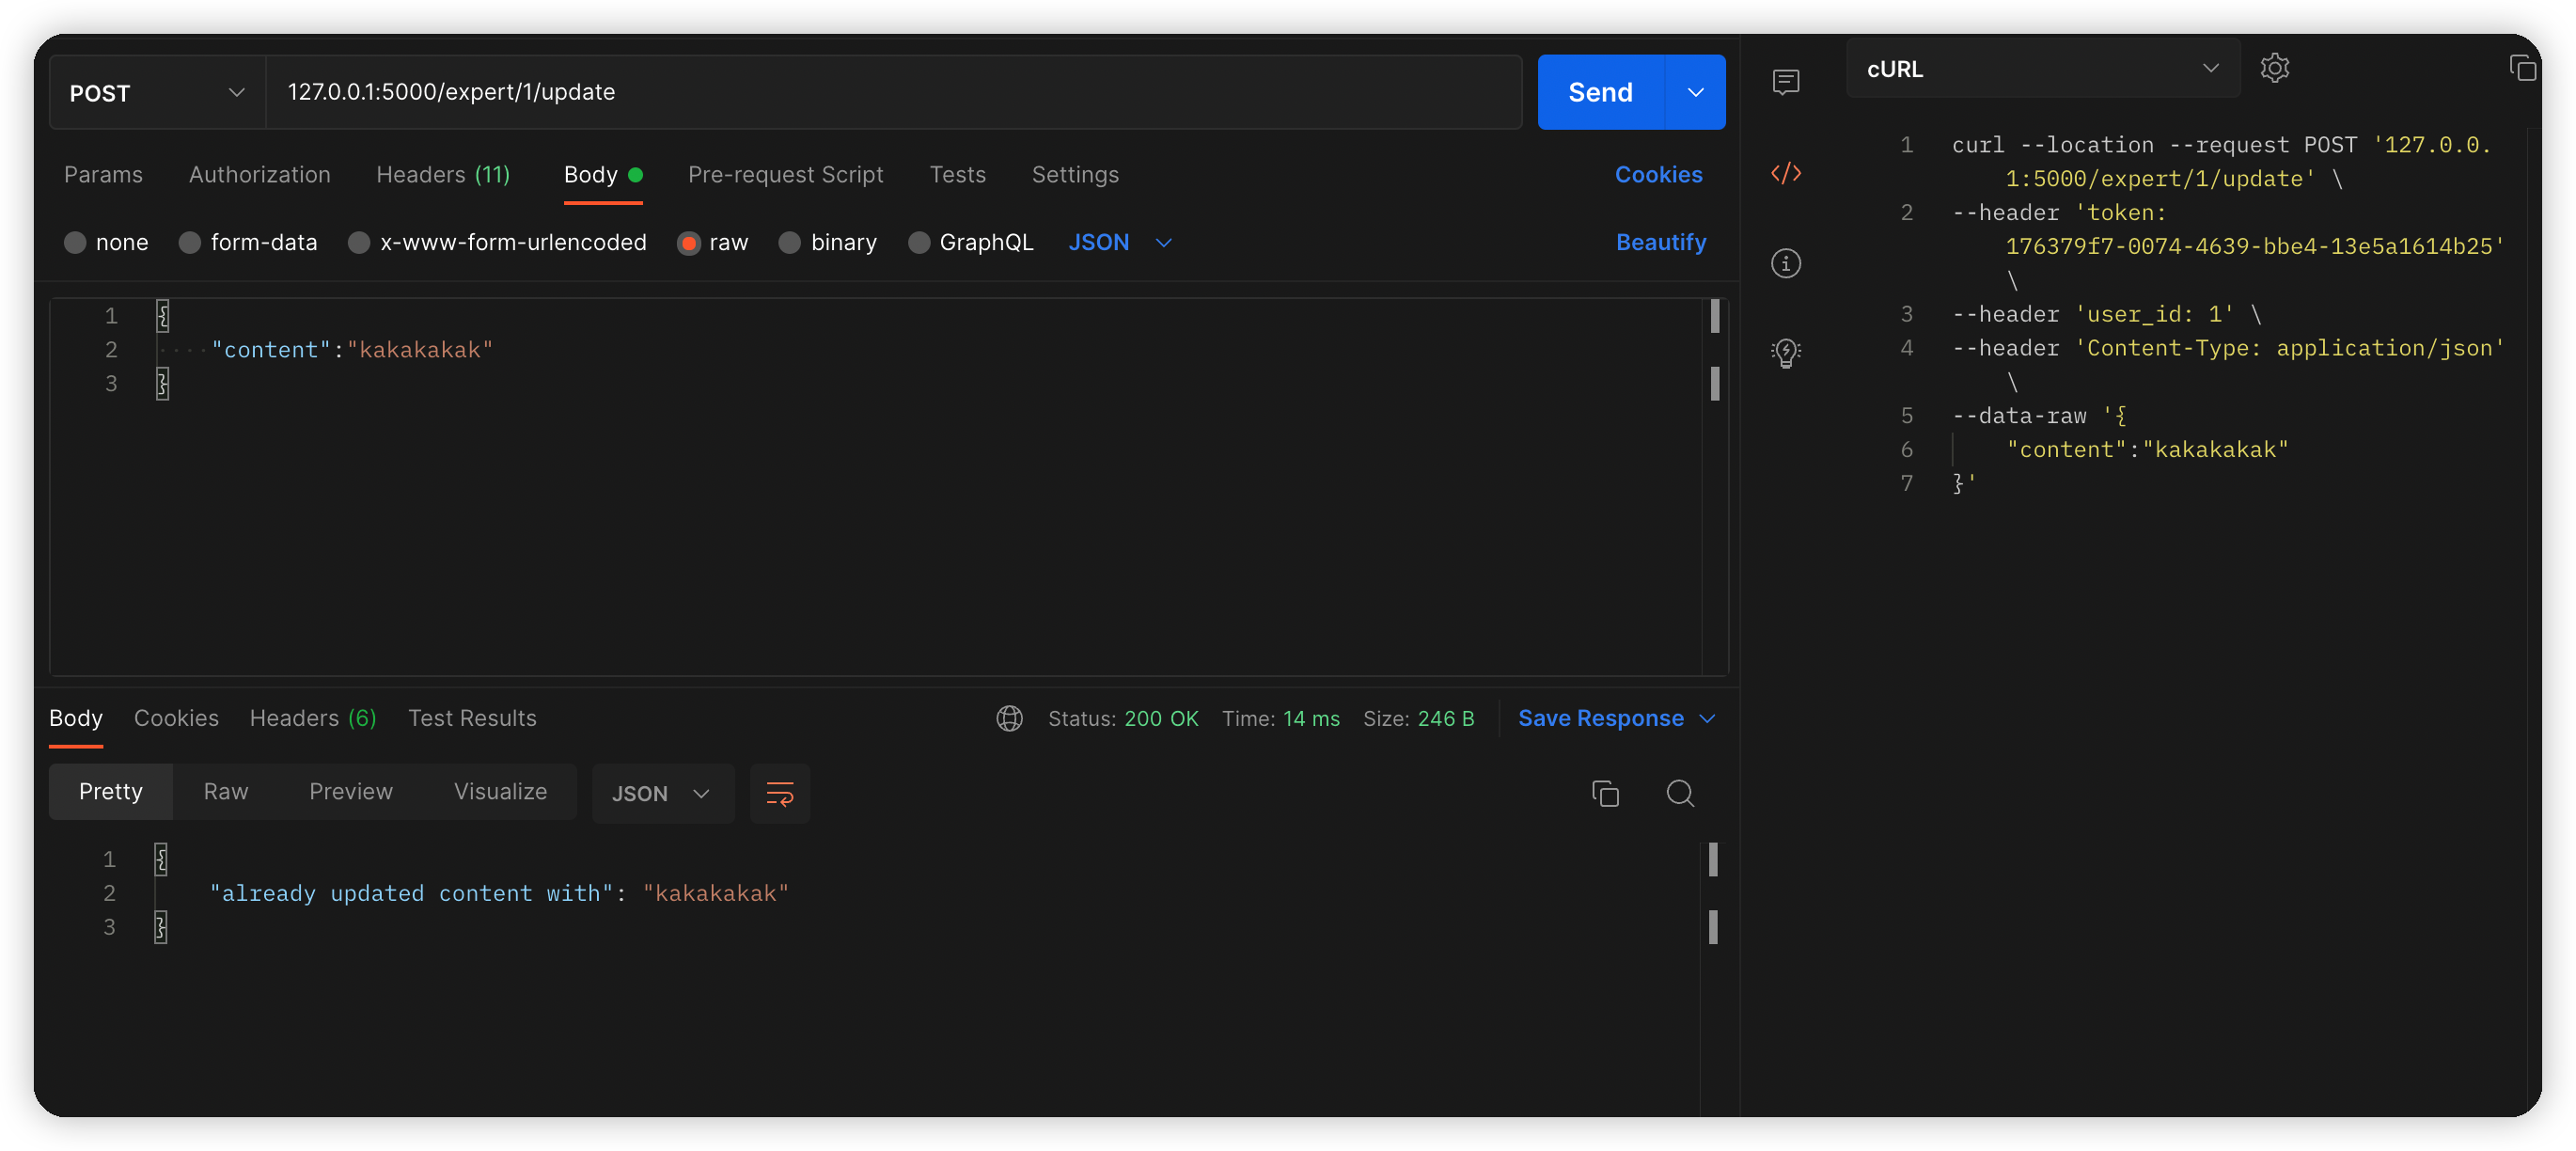 POST 127.0.0.1:5000/expert/1/update Send
Params Authorization Headers (11) Body Pre-request Script Tests Settings Cookies
none form-data x-www-form-urlencoded raw binary GraphQL JSON Beautify
1 {
2 "content":"kakakakak"
3 }
Body Cookies Headers (6) Test Results Status: 200 OK Time: 14 ms Size: 246 B Save Response
Pretty Raw Preview Visualize JSON
1 {
2 "already updated content with": "kakakakak"
3 }
cURL
1 curl --location --request POST '127.0.0.
1:5000/expert/1/update' \
2 --header 'token:
176379f7-0074-4639-bbe4-13e5a1614b25'
\
3 --header 'user_id: 1' \
4 --header 'Content-Type: application/json'
\
5 --data-raw '{
6 "content":"kakakakak"
7 }'